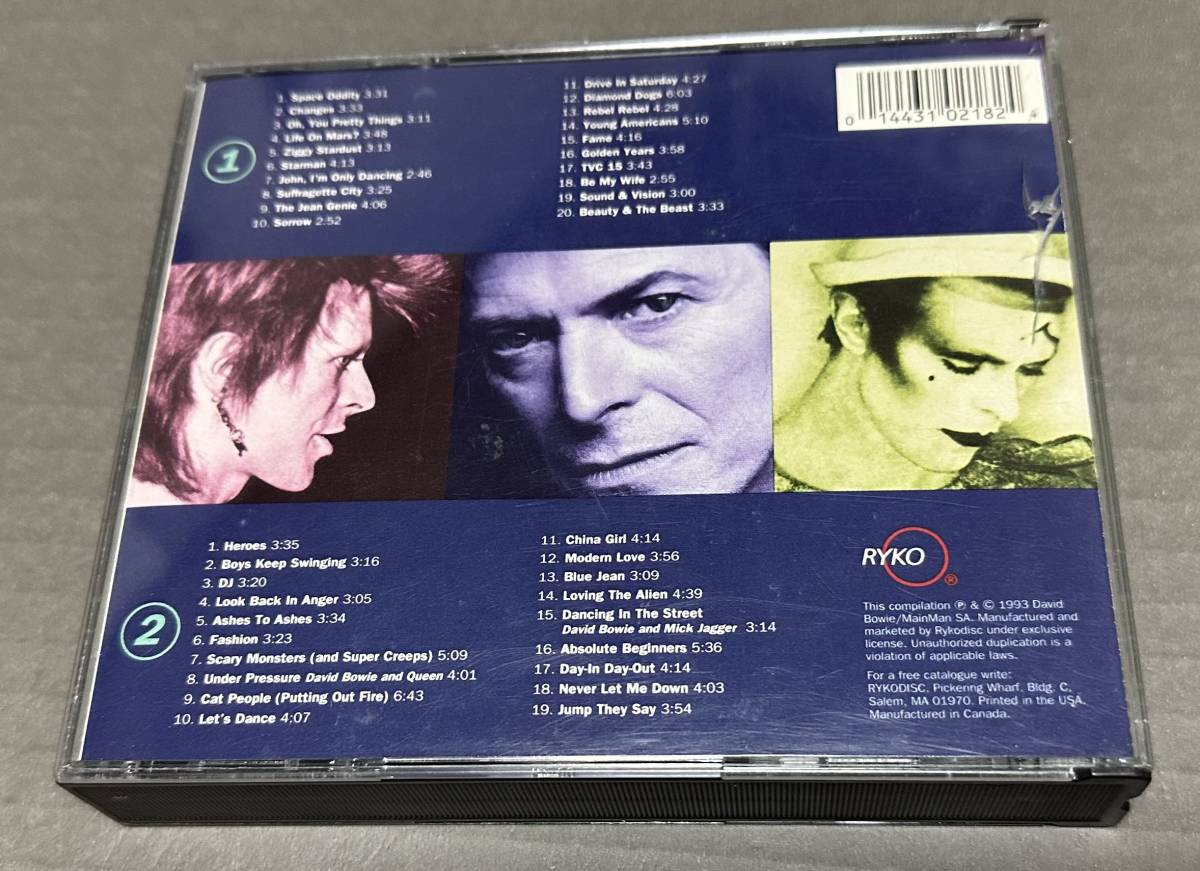 1
1. Space Oddity 3:31
2. Changes 3:33
3. Oh, You Pretty Things 3:11
4. Life On Mars? 3:48
5. Ziggy Stardust 3:13
6. Starman 4:13
7. John, I'm Only Dancing 2:46
8. Suffragette City 3:25
9. The Jean Genie 4:06
10. Sorrow 2:52
11. Drive In Saturday 4:27
12. Diamond Dogs 6:03
13. Rebel Rebel 4:28
14. Young Americans 5:10
15. Fame 4:16
16. Golden Years 3:58
17. TVC 15 3:43
18. Be My Wife 2:55
19. Sound & Vision 3:00
20. Beauty & The Beast 3:33
0 14431 02182 4
2
1. Heroes 3:35
2. Boys Keep Swinging 3:16
3. DJ 3:20
4. Look Back In Anger 3:05
5. Ashes To Ashes 3:34
6. Fashion 3:23
7. Scary Monsters (and Super Creeps) 5:09
8. Under Pressure David Bowie and Queen 4:01
9. Cat People (Putting Out Fire) 6:43
10. Let's Dance 4:07
11. China Girl 4:14
12. Modern Love 3:56
13. Blue Jean 3:09
14. Loving The Alien 4:39
15. Dancing In The Street
David Bowie and Mick Jagger 3:14
16. Absolute Beginners 5:36
17. Day-In Day-Out 4:14
18. Never Let Me Down 4:03
19. Jump They Say 3:54
RYKO ®
This compilation ℗ & © 1993 David
Bowie/MainMan SA. Manufactured and
marketed by Rykodisc under exclusive
license. Unauthorized duplication is a
violation of applicable laws.
For a free catalogue write:
RYKODISC, Pickering Wharf, Bldg. C,
Salem, MA 01970. Printed in the USA.
Manufactured in Canada.